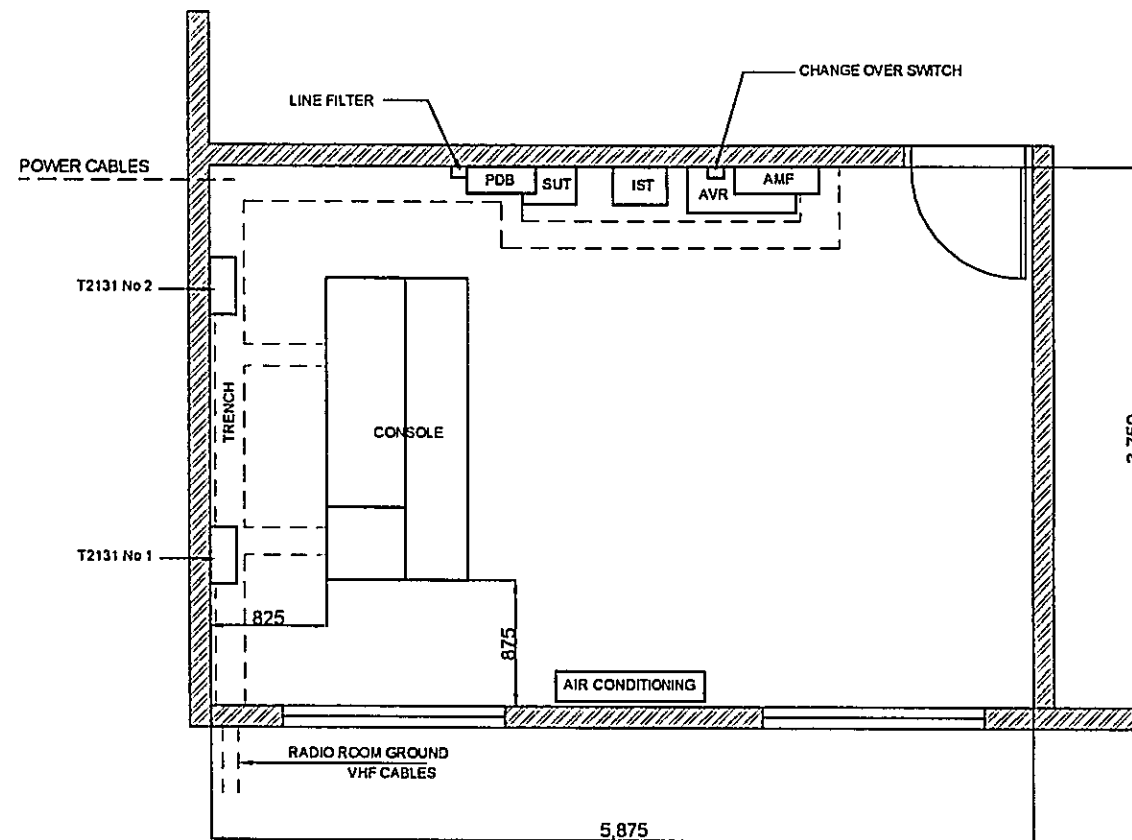 CHANGE OVER SWITCH
LINE FILTER
POWER CABLES
PDB
SUT
IST
AVR
AMF
T2131 No 2
TRENCH
CONSOLE
T2131 No 1
825
875
AIR CONDITIONING
RADIO ROOM GROUND
VHF CABLES
5,875